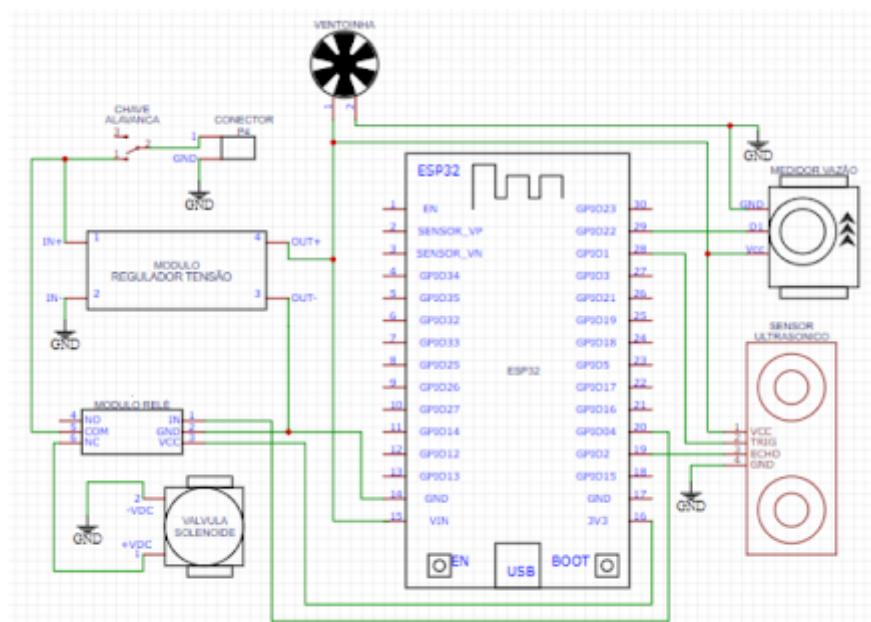 VENTOINHA
1
2
CHAVE
ALAVANCA
3
2
1
CONECTOR
P4
1
GND
GND
GND
MEDIDOR VAZÃO
GND
D1
Vcc
IN+
1
4
OUT+
MODULO
REGULADOR TENSÃO
IN-
2
3
OUT-
GND
ESP32
1 EN
2 SENSOR_VP
3 SENSOR_VN
4 GPIO34
5 GPIO35
6 GPIO32
7 GPIO33
8 GPIO25
9 GPIO26
10 GPIO27
11 GPIO14
12 GPIO12
13 GPIO13
14 GND
15 VIN
ESP32
GPIO23 30
GPIO22 29
GPIO1 28
GPIO3 27
GPIO21 26
GPIO19 25
GPIO18 24
GPIO5 23
GPIO17 22
GPIO16 21
GPIO04 20
GPIO2 19
GPIO15 18
GND 17
3V3 16
EN
USB
BOOT
SENSOR
ULTRASONICO
1 VCC
2 TRIG
3 ECHO
4 GND
GND
MODULO RELÉ
4 NO
5 COM
6 NC
IN 1
GND 2
VCC 3
2
-VDC
GND
+VDC
1
VALVULA
SOLENOIDE